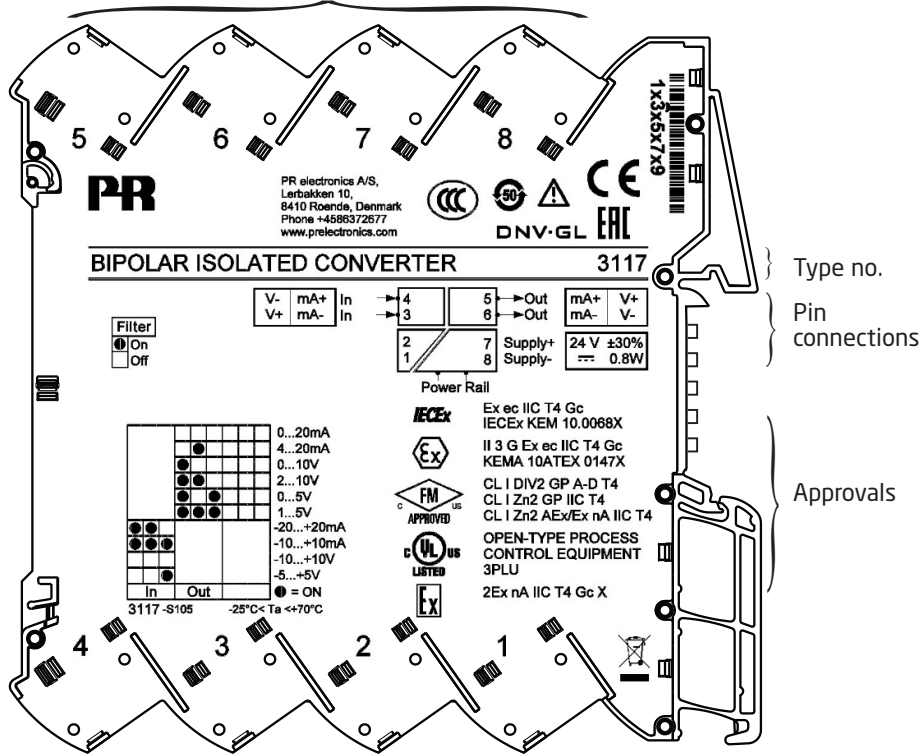 5
6
7
8
1x3x5x7x9
PR
PR electronics A/S,
Lerbakken 10,
8410 Roende, Denmark
Phone +4586372677
www.prelectronics.com
CCC
50
CE
DNV·GL
EAC
BIPOLAR ISOLATED CONVERTER 3117
Type no.
Pin
connections
V- mA+ In 4 5 Out mA+ V+
V+ mA- In 3 6 Out mA- V-
2 7 Supply+ 24 V ±30%
1 8 Supply- 0.8W
Power Rail
Filter
On
Off
IECEx
Ex ec IIC T4 Gc
IECEx KEM 10.0068X
Ex
II 3 G Ex ec IIC T4 Gc
KEMA 10ATEX 0147X
C FM US
APPROVED
CL I DIV2 GP A-D T4
CL I Zn2 GP IIC T4
CL I Zn2 AEx/Ex nA IIC T4
C UL US
LISTED
OPEN-TYPE PROCESS
CONTROL EQUIPMENT
3PLU
Ex
2Ex nA IIC T4 Gc X
Approvals
0...20mA
4...20mA
0...10V
2...10V
0...5V
1...5V
-20...+20mA
-10...+10mA
-10...+10V
-5...+5V
In Out = ON
3117 -S105 -25°C< Ta <+70°C
4
3
2
1